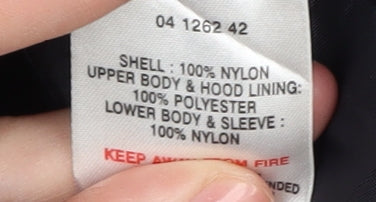 04 1262 42
SHELL : 100% NYLON
UPPER BODY & HOOD LINING:
100% POLYESTER
LOWER BODY & SLEEVE :
100% NYLON
KEEP AWAY FROM FIRE